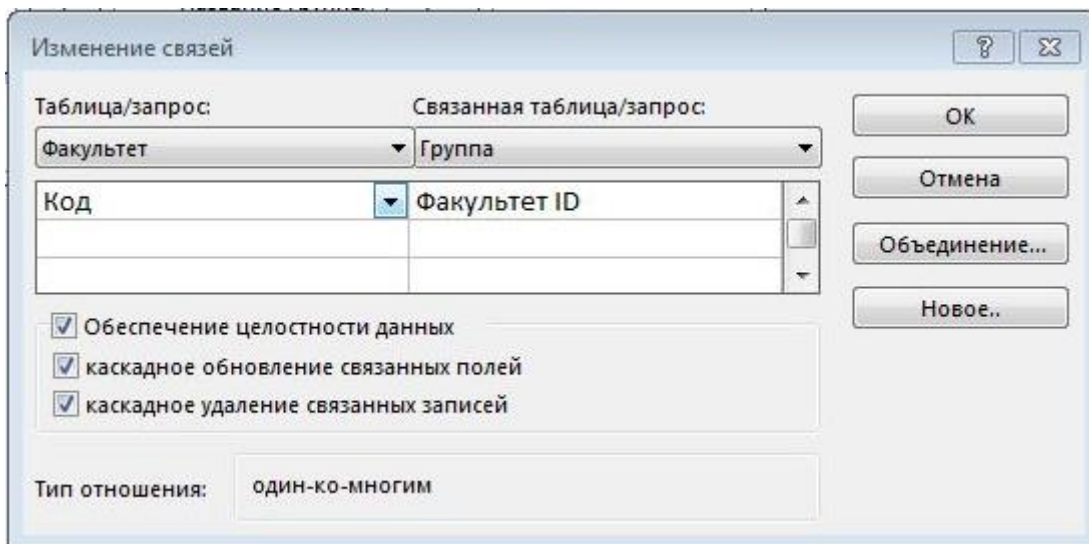 Изменение связей
Таблица/запрос: Связанная таблица/запрос:
Факультет Группа
Код Факультет ID
Обеспечение целостности данных
каскадное обновление связанных полей
каскадное удаление связанных записей
Тип отношения: один-ко-многим
ОК
Отмена
Объединение...
Новое..